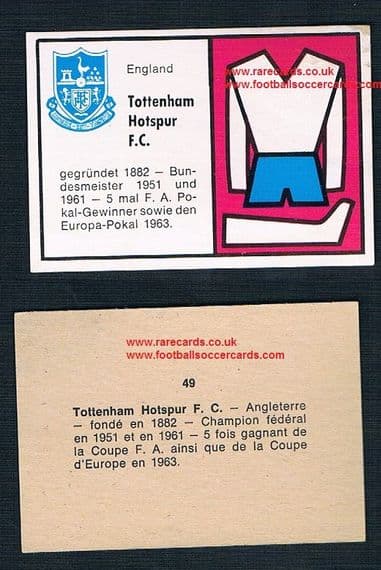 England
Tottenham
Hotspur
F.C.
gegründet 1882 – Bun-
desmeister 1951 und
1961 – 5 mal F. A. Po-
kal-Gewinner sowie den
Europa-Pokal 1963.
www.rarecards.co.uk
www.footballsoccercards.com
www.rarecards.co.uk
www.footballsoccercards.com
49
Tottenham Hotspur F. C. – Angleterre
– fondé en 1882 – Champion fédéral
en 1951 et en 1961 – 5 fois gagnant de
la Coupe F. A. ainsi que de la Coupe
d'Europe en 1963.